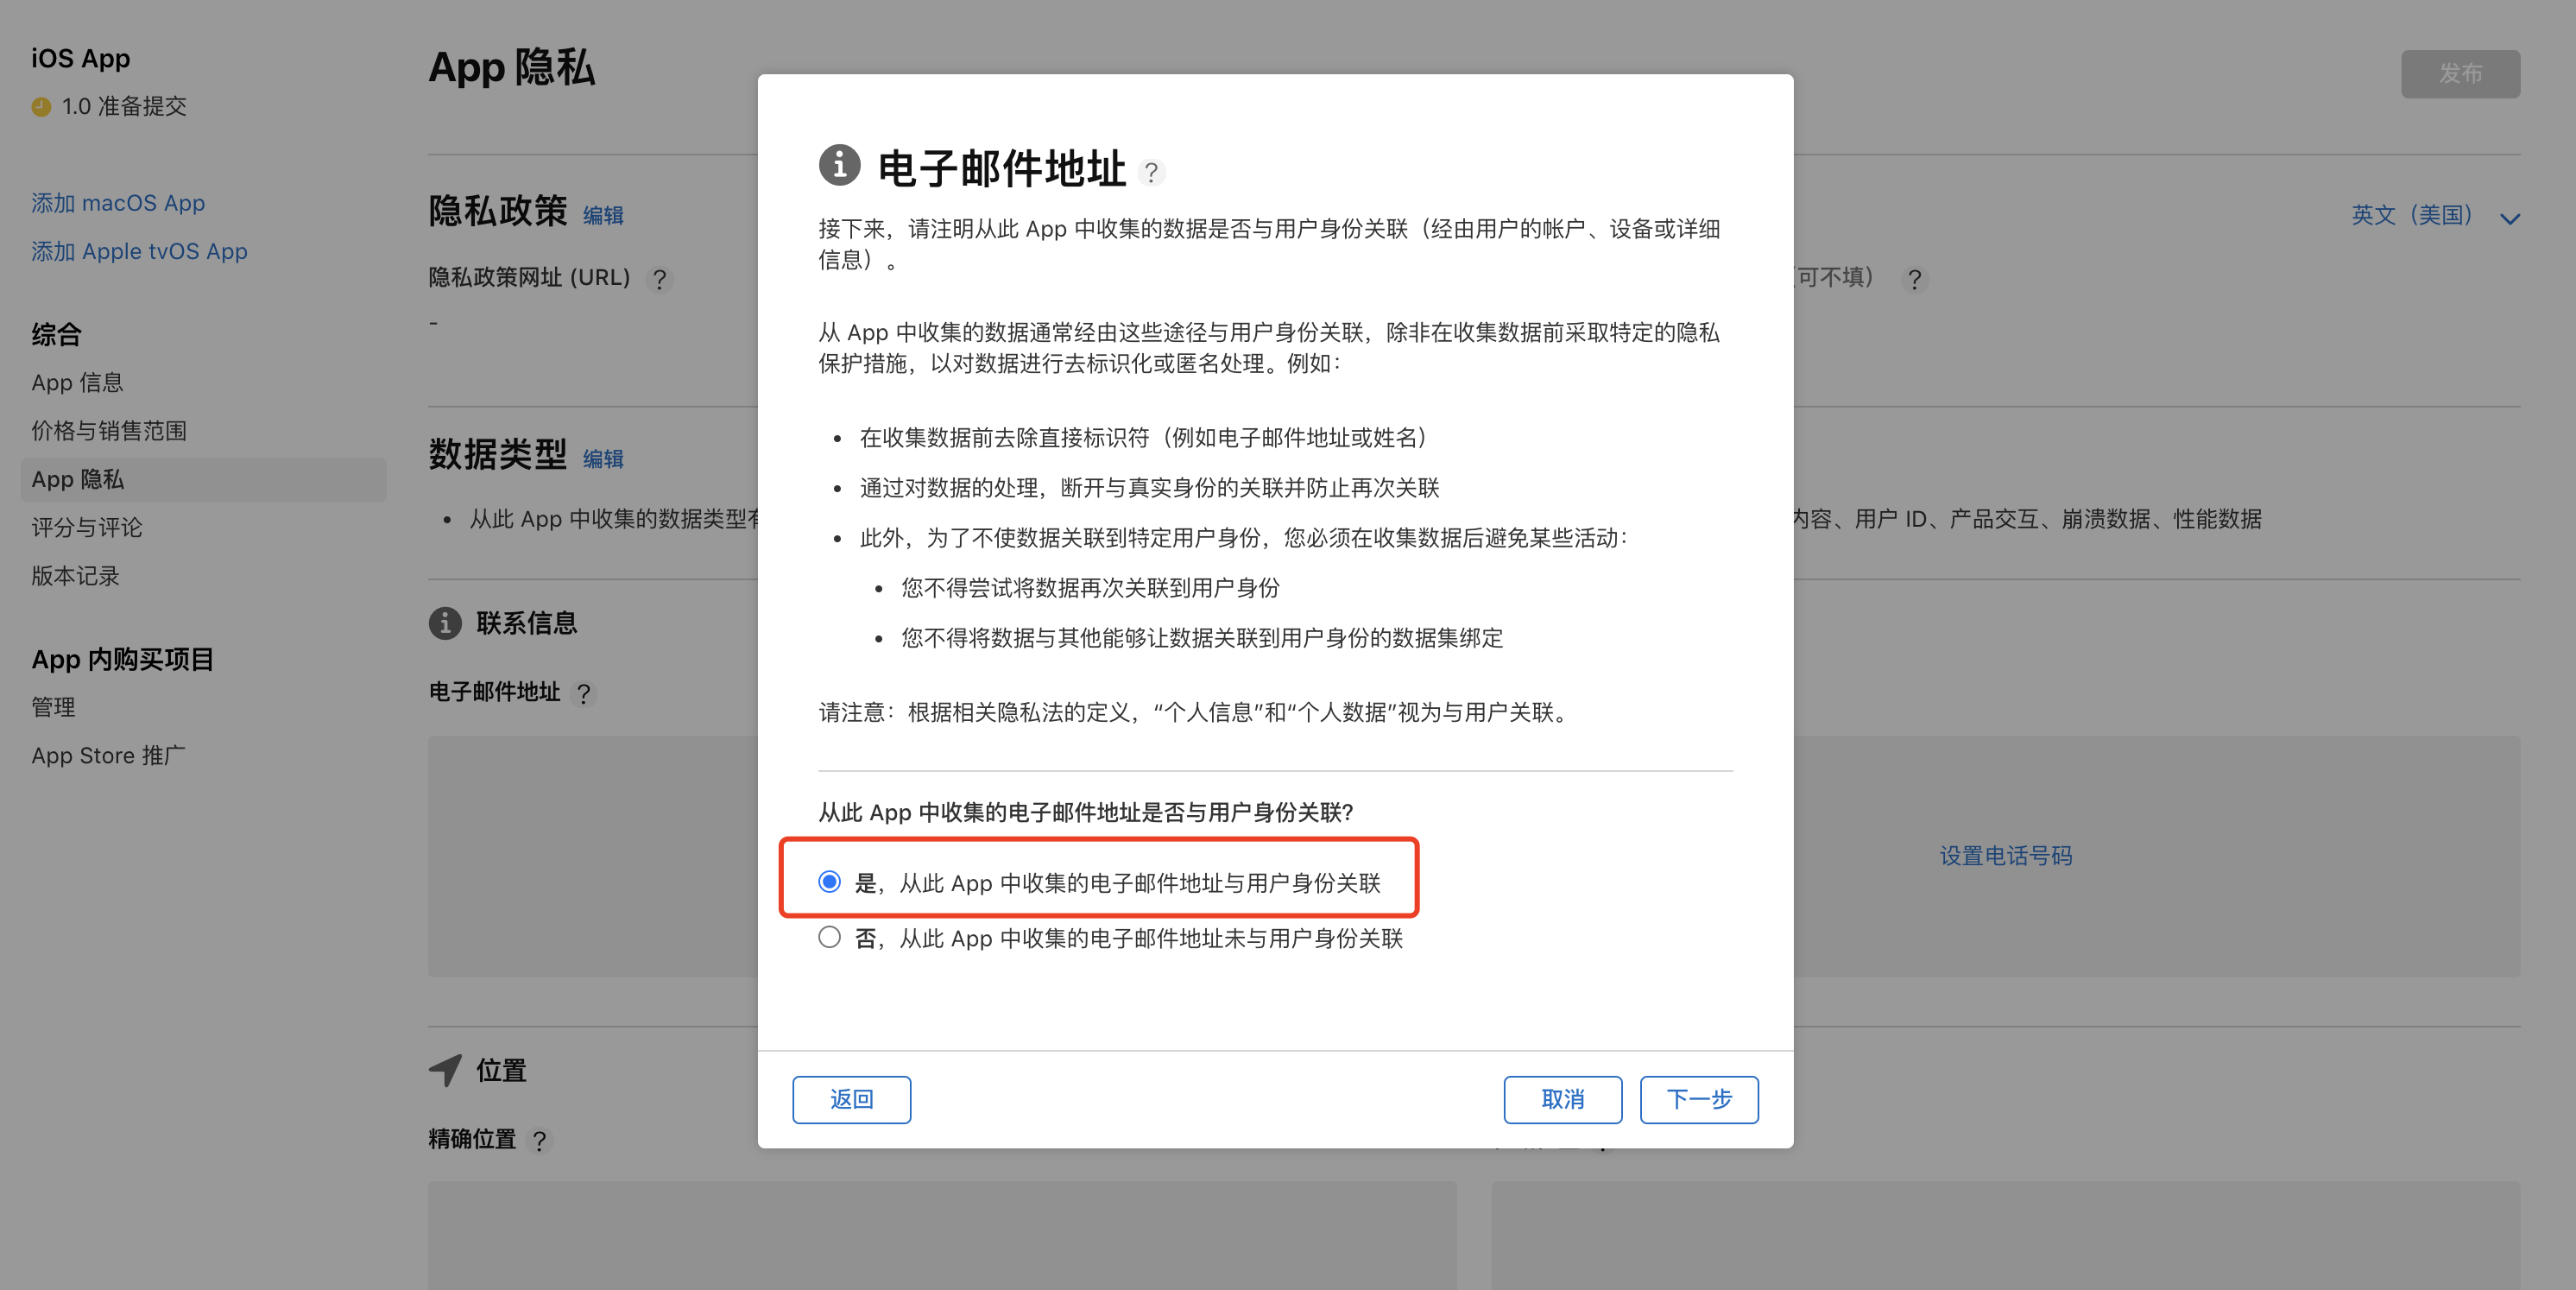 iOS App
1.0 准备提交
添加 macOS App
添加 Apple tvOS App
综合
App 信息
价格与销售范围
App 隐私
评分与评论
版本记录
App 内购买项目
管理
App Store 推广
App 隐私
发布
隐私政策 编辑
英文（美国）
隐私政策网址 (URL) ?
可不填） ?
-
数据类型 编辑
从此 App 中收集的数据类型
内容、用户 ID、产品交互、崩溃数据、性能数据
联系信息
电子邮件地址 ?
设置电话号码
位置
精确位置 ?
电子邮件地址 ?
接下来，请注明从此 App 中收集的数据是否与用户身份关联（经由用户的帐户、设备或详细
信息）。
从 App 中收集的数据通常经由这些途径与用户身份关联，除非在收集数据前采取特定的隐私
保护措施，以对数据进行去标识化或匿名处理。例如：
• 在收集数据前去除直接标识符（例如电子邮件地址或姓名）
• 通过对数据的处理，断开与真实身份的关联并防止再次关联
• 此外，为了不使数据关联到特定用户身份，您必须在收集数据后避免某些活动：
• 您不得尝试将数据再次关联到用户身份
• 您不得将数据与其他能够让数据关联到用户身份的数据集绑定
请注意：根据相关隐私法的定义，“个人信息”和“个人数据”视为与用户关联。
从此 App 中收集的电子邮件地址是否与用户身份关联?
是，从此 App 中收集的电子邮件地址与用户身份关联
否，从此 App 中收集的电子邮件地址未与用户身份关联
返回
取消
下一步